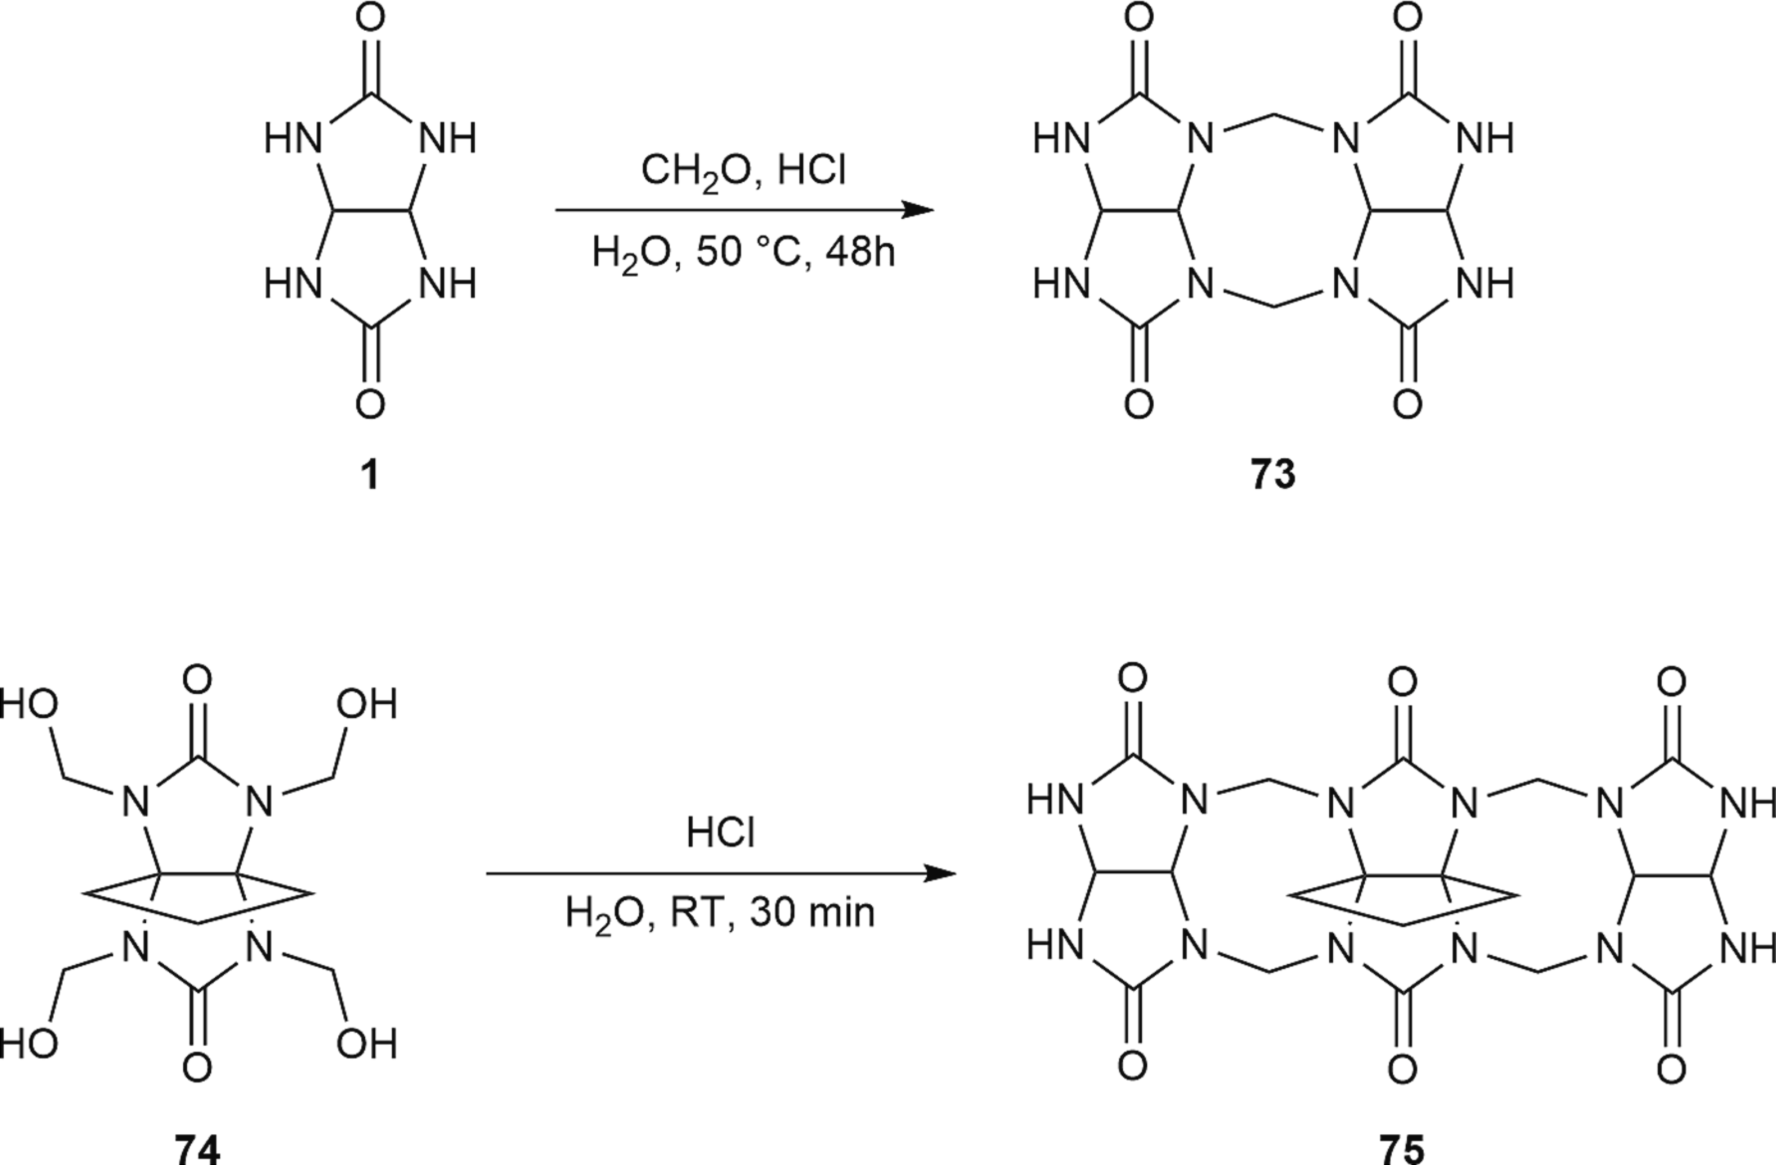 O O O
HN NH HN N N NH
CH₂O, HCl
H₂O, 50 °C, 48h
HN NH HN N N NH
O O O
1 73
O O O O
HO OH
N N HN N N N N NH
HCl
H₂O, RT, 30 min
N N HN N N N N NH
HO OH
O O O O
74 75